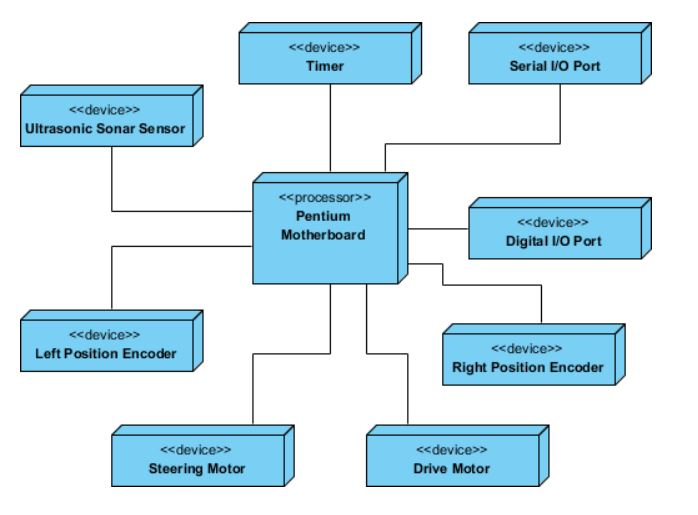 <<device>>
Timer
<<device>>
Serial I/O Port
<<device>>
Ultrasonic Sonar Sensor
<<processor>>
Pentium
Motherboard
<<device>>
Digital I/O Port
<<device>>
Left Position Encoder
<<device>>
Right Position Encoder
<<device>>
Steering Motor
<<device>>
Drive Motor